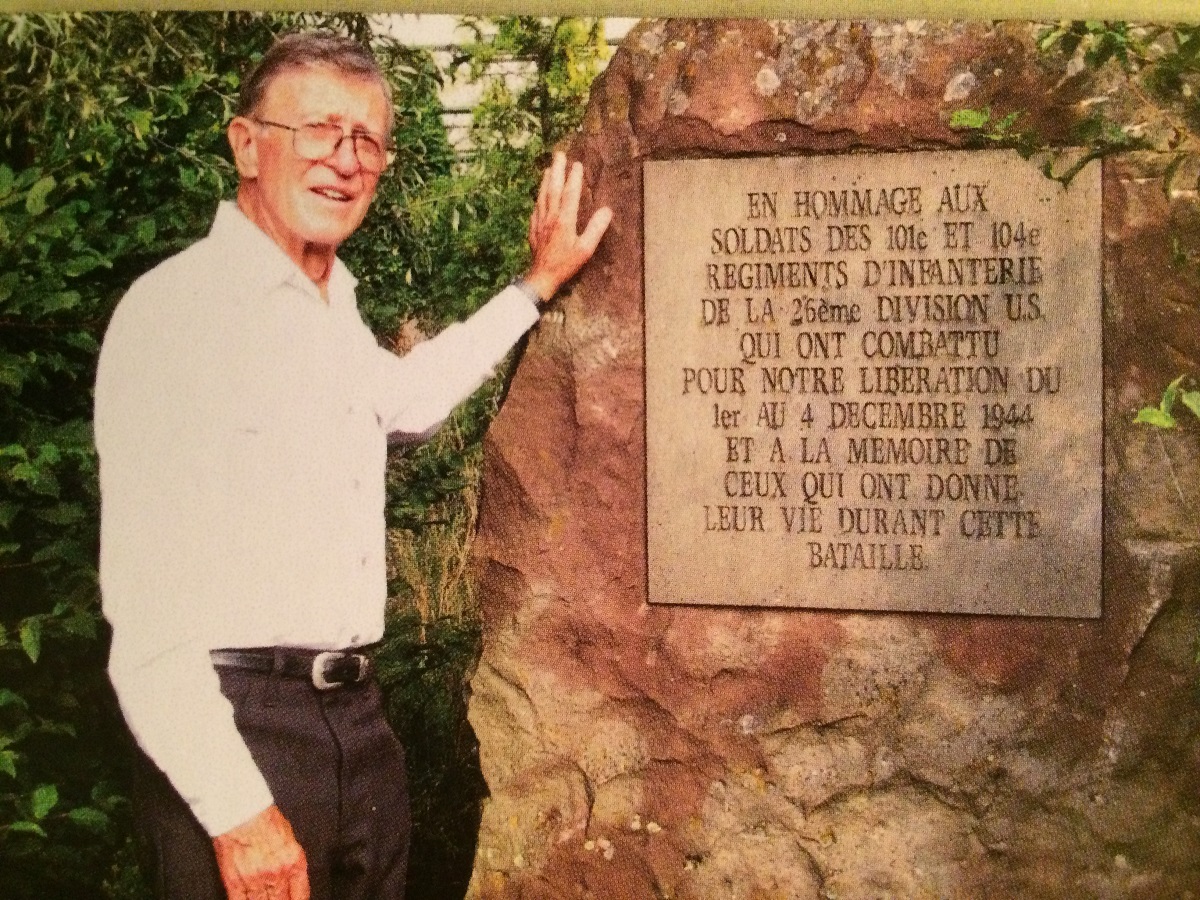 EN HOMMAGE AUX
SOLDATS DES 101e ET 104e
REGIMENTS D'INFANTERIE
DE LA 26ème DIVISION U.S.
QUI ONT COMBATTU
POUR NOTRE LIBERATION DU
1er AU 4 DECEMBRE 1944
ET A LA MEMOIRE DE
CEUX QUI ONT DONNE
LEUR VIE DURANT CETTE
BATAILLE